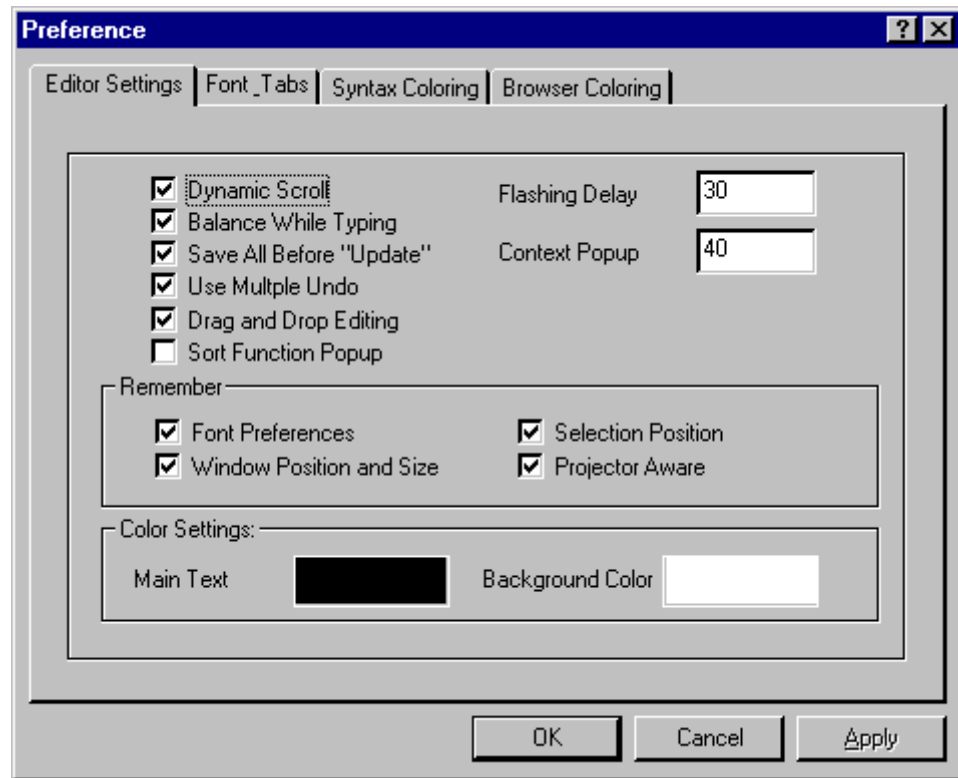 Preference
Editor Settings Font_Tabs Syntax Coloring Browser Coloring
Dynamic Scroll
Balance While Typing
Save All Before "Update"
Use Multple Undo
Drag and Drop Editing
Sort Function Popup
Flashing Delay 30
Context Popup 40
Remember
Font Preferences
Window Position and Size
Selection Position
Projector Aware
Color Settings:
Main Text
Background Color
OK Cancel Apply